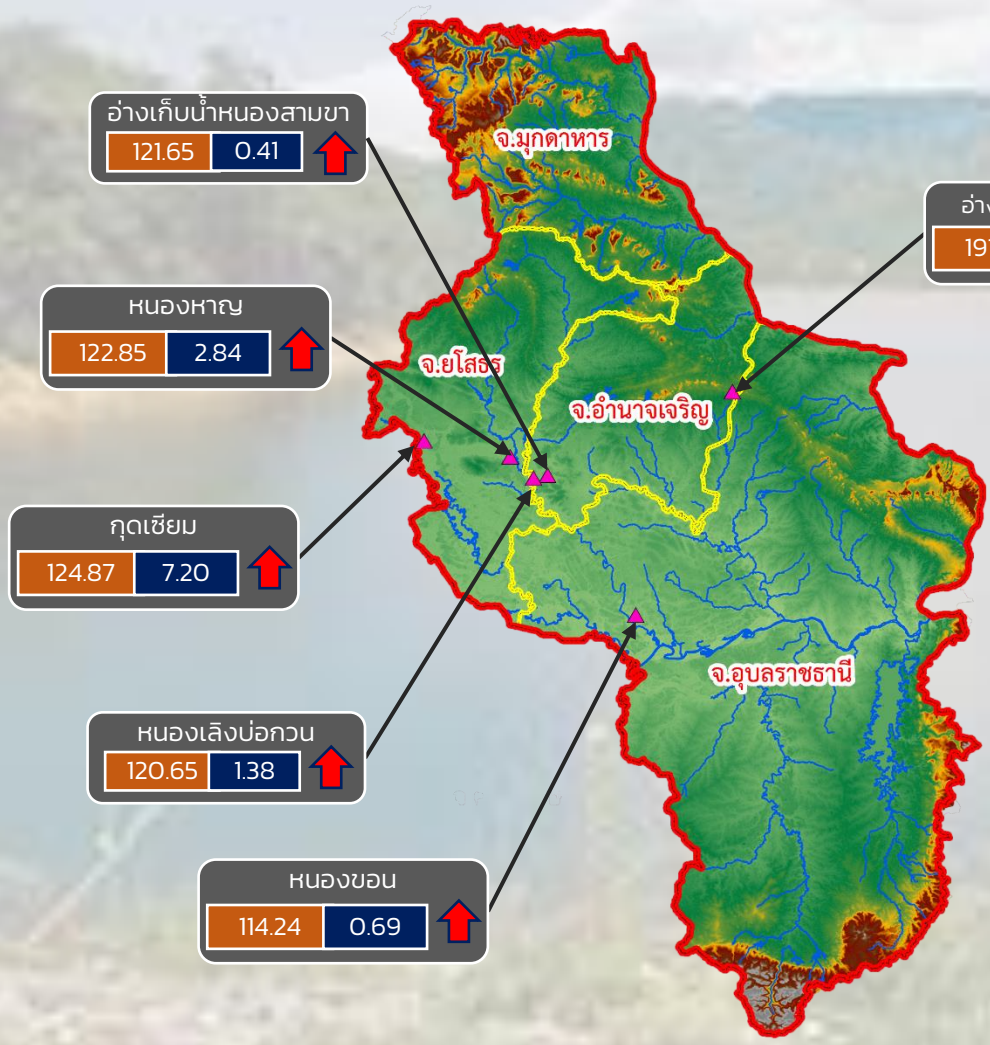 อ่างเก็บน้ำหนองสามขา
121.65 0.41
จ.มุกดาหาร
อ่าง
197
หนองหาญ
122.85 2.84
จ.ยโสธร
จ.อำนาจเจริญ
กุดเซียม
124.87 7.20
จ.อุบลราชธานี
หนองเลิงบ่อกวน
120.65 1.38
หนองขอน
114.24 0.69